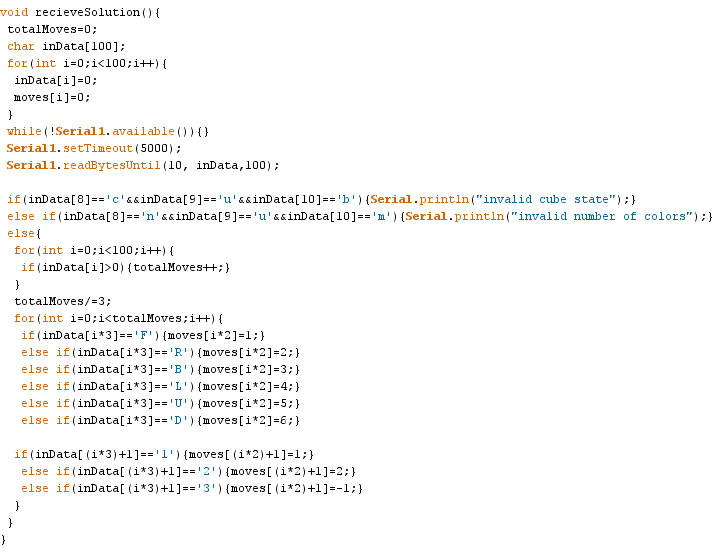 void recieveSolution(){
 totalMoves=0;
 char inData[100];
 for(int i=0;i<100;i++){
  inData[i]=0;
  moves[i]=0;
 }
 while(!Serial1.available()){}
 Serial1.setTimeout(5000);
 Serial1.readBytesUntil(10, inData,100);

 if(inData[8]=='c'&&inData[9]=='u'&&inData[10]=='b'){Serial.println("invalid cube state");}
 else if(inData[8]=='n'&&inData[9]=='u'&&inData[10]=='m'){Serial.println("invalid number of colors");}
 else{
  for(int i=0;i<100;i++){
   if(inData[i]>0){totalMoves++;}
  }
  totalMoves/=3;
  for(int i=0;i<totalMoves;i++){
   if(inData[i*3]=='F'){moves[i*2]=1;}
   else if(inData[i*3]=='R'){moves[i*2]=2;}
   else if(inData[i*3]=='B'){moves[i*2]=3;}
   else if(inData[i*3]=='L'){moves[i*2]=4;}
   else if(inData[i*3]=='U'){moves[i*2]=5;}
   else if(inData[i*3]=='D'){moves[i*2]=6;}

  if(inData[(i*3)+1]=='1'){moves[(i*2)+1]=1;}
   else if(inData[(i*3)+1]=='2'){moves[(i*2)+1]=2;}
   else if(inData[(i*3)+1]=='3'){moves[(i*2)+1]=-1;}
  }
 }
}